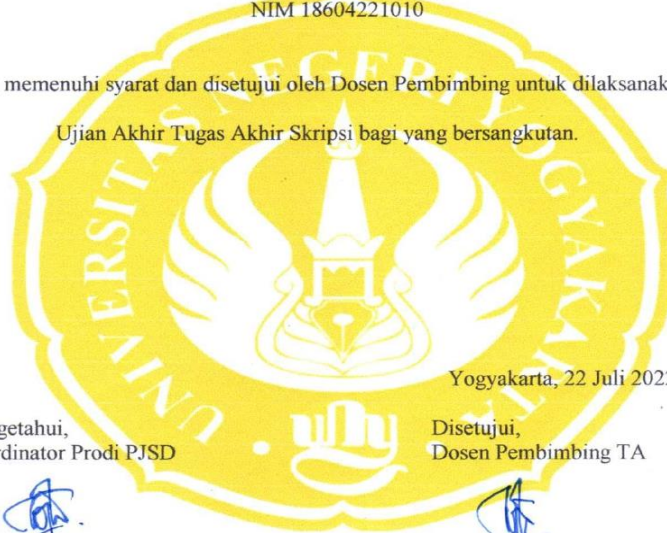 NIM 18604221010
memenuhi syarat dan disetujui oleh Dosen Pembimbing untuk dilaksanak
Ujian Akhir Tugas Akhir Skripsi bagi yang bersangkutan.
UNIVERSITAS NEGERI YOGYAKARTA
Yogyakarta, 22 Juli 202
getahui,
Disetujui,
dinator Prodi PJSD
Dosen Pembimbing TA